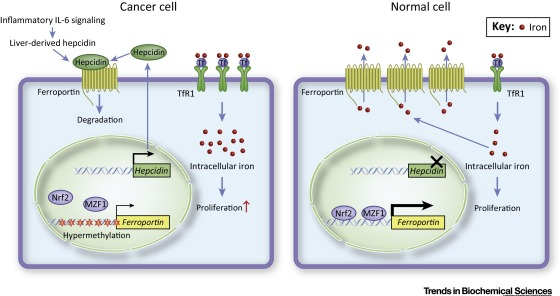 Cancer cell
Normal cell
Inflammatory IL-6 signaling
Liver-derived hepcidin
Hepcidin
Hepcidin
Ferroportin
Degradation
Tf
Tf
Tf
TfR1
Intracellular iron
Proliferation
Hepcidin
Nrf2
MZF1
Ferroportin
Hypermethylation
Key: Iron
Ferroportin
Tf
TfR1
Intracellular iron
Proliferation
Hepcidin
Nrf2
MZF1
Ferroportin
Trends in Biochemical Sciences